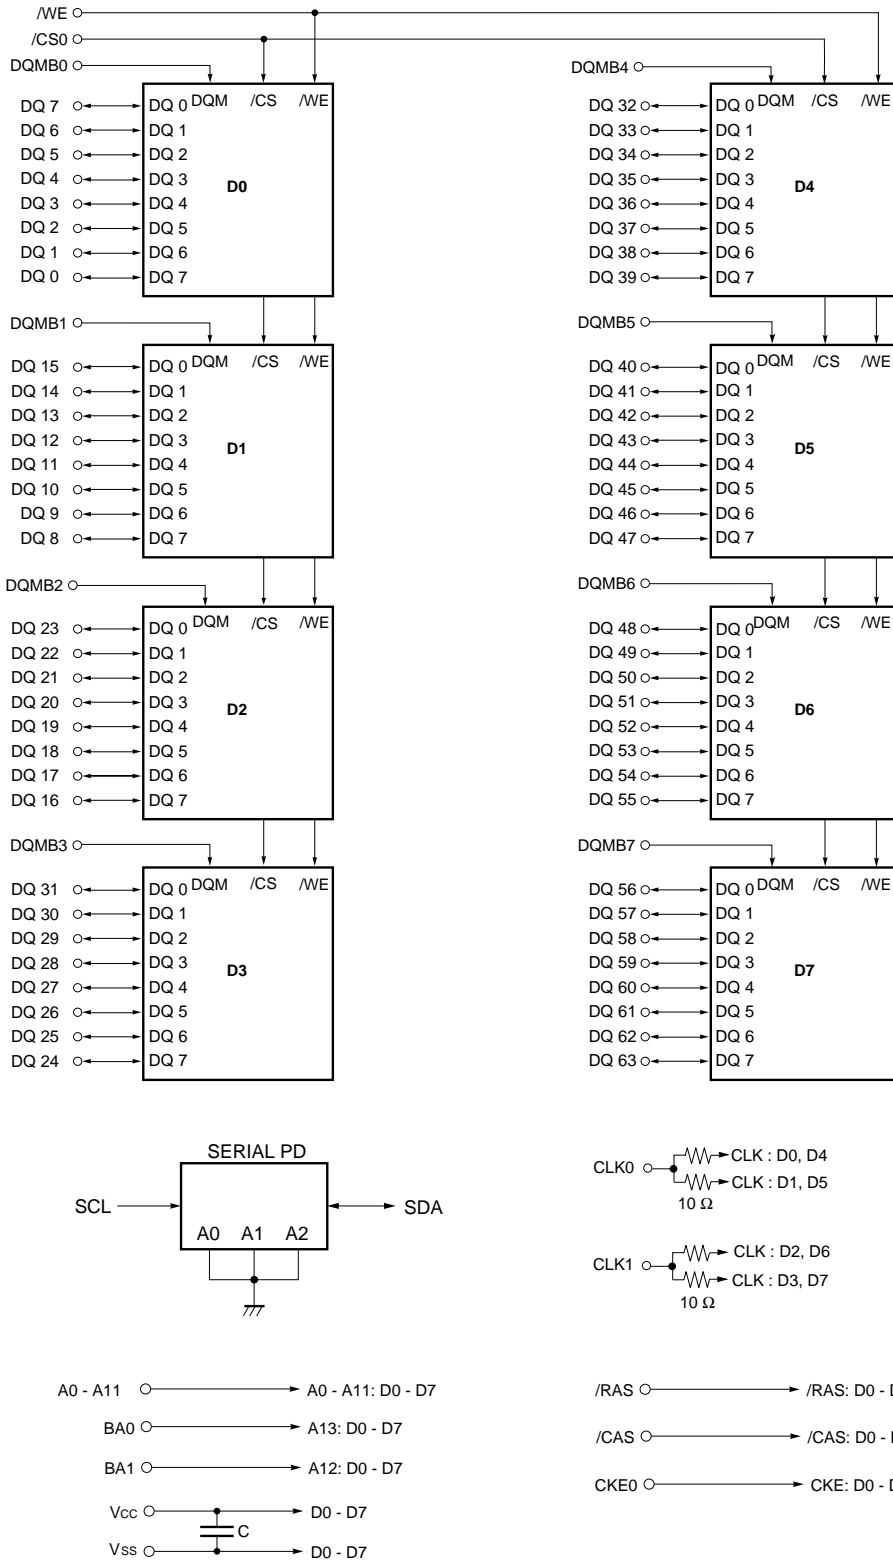 /WE
/CS0
DQMB0
DQM /CS /WE
DQ 7 DQ 0
DQ 6 DQ 1
DQ 5 DQ 2
DQ 4 DQ 3
D0
DQ 3 DQ 4
DQ 2 DQ 5
DQ 1 DQ 6
DQ 0 DQ 7
DQMB1
DQM /CS /WE
DQ 15 DQ 0
DQ 14 DQ 1
DQ 13 DQ 2
DQ 12 DQ 3
D1
DQ 11 DQ 4
DQ 10 DQ 5
DQ 9 DQ 6
DQ 8 DQ 7
DQMB2
DQM /CS /WE
DQ 23 DQ 0
DQ 22 DQ 1
DQ 21 DQ 2
DQ 20 DQ 3
D2
DQ 19 DQ 4
DQ 18 DQ 5
DQ 17 DQ 6
DQ 16 DQ 7
DQMB3
DQM /CS /WE
DQ 31 DQ 0
DQ 30 DQ 1
DQ 29 DQ 2
DQ 28 DQ 3
D3
DQ 27 DQ 4
DQ 26 DQ 5
DQ 25 DQ 6
DQ 24 DQ 7
DQMB4
DQM /CS /WE
DQ 32 DQ 0
DQ 33 DQ 1
DQ 34 DQ 2
DQ 35 DQ 3
D4
DQ 36 DQ 4
DQ 37 DQ 5
DQ 38 DQ 6
DQ 39 DQ 7
DQMB5
DQM /CS /WE
DQ 40 DQ 0
DQ 41 DQ 1
DQ 42 DQ 2
DQ 43 DQ 3
D5
DQ 44 DQ 4
DQ 45 DQ 5
DQ 46 DQ 6
DQ 47 DQ 7
DQMB6
DQM /CS /WE
DQ 48 DQ 0
DQ 49 DQ 1
DQ 50 DQ 2
DQ 51 DQ 3
D6
DQ 52 DQ 4
DQ 53 DQ 5
DQ 54 DQ 6
DQ 55 DQ 7
DQMB7
DQM /CS /WE
DQ 56 DQ 0
DQ 57 DQ 1
DQ 58 DQ 2
DQ 59 DQ 3
D7
DQ 60 DQ 4
DQ 61 DQ 5
DQ 62 DQ 6
DQ 63 DQ 7
SERIAL PD
SCL SDA
A0 A1 A2
CLK0
CLK : D0, D4
CLK : D1, D5
10 Ω
CLK1
CLK : D2, D6
CLK : D3, D7
10 Ω
A0 - A11 A0 - A11: D0 - D7
BA0 A13: D0 - D7
BA1 A12: D0 - D7
Vcc D0 - D7
C
Vss D0 - D7
/RAS /RAS: D0 -
/CAS /CAS: D0 -
CKE0 CKE: D0 -